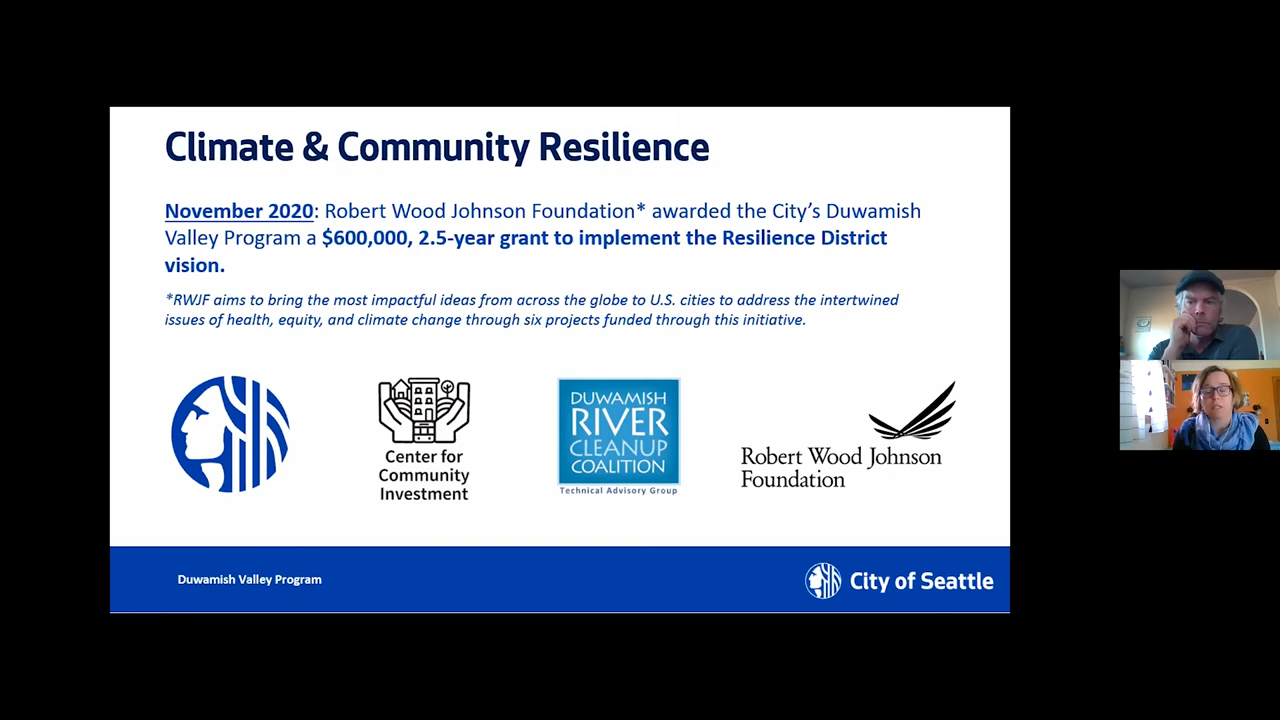 Climate & Community Resilience
November 2020: Robert Wood Johnson Foundation* awarded the City’s Duwamish
Valley Program a $600,000, 2.5-year grant to implement the Resilience District
vision.
*RWJF aims to bring the most impactful ideas from across the globe to U.S. cities to address the intertwined
issues of health, equity, and climate change through six projects funded through this initiative.
Center for
Community
Investment
DUWAMISH
RIVER
CLEANUP
COALITION
Technical Advisory Group
Robert Wood Johnson
Foundation
Duwamish Valley Program
City of Seattle